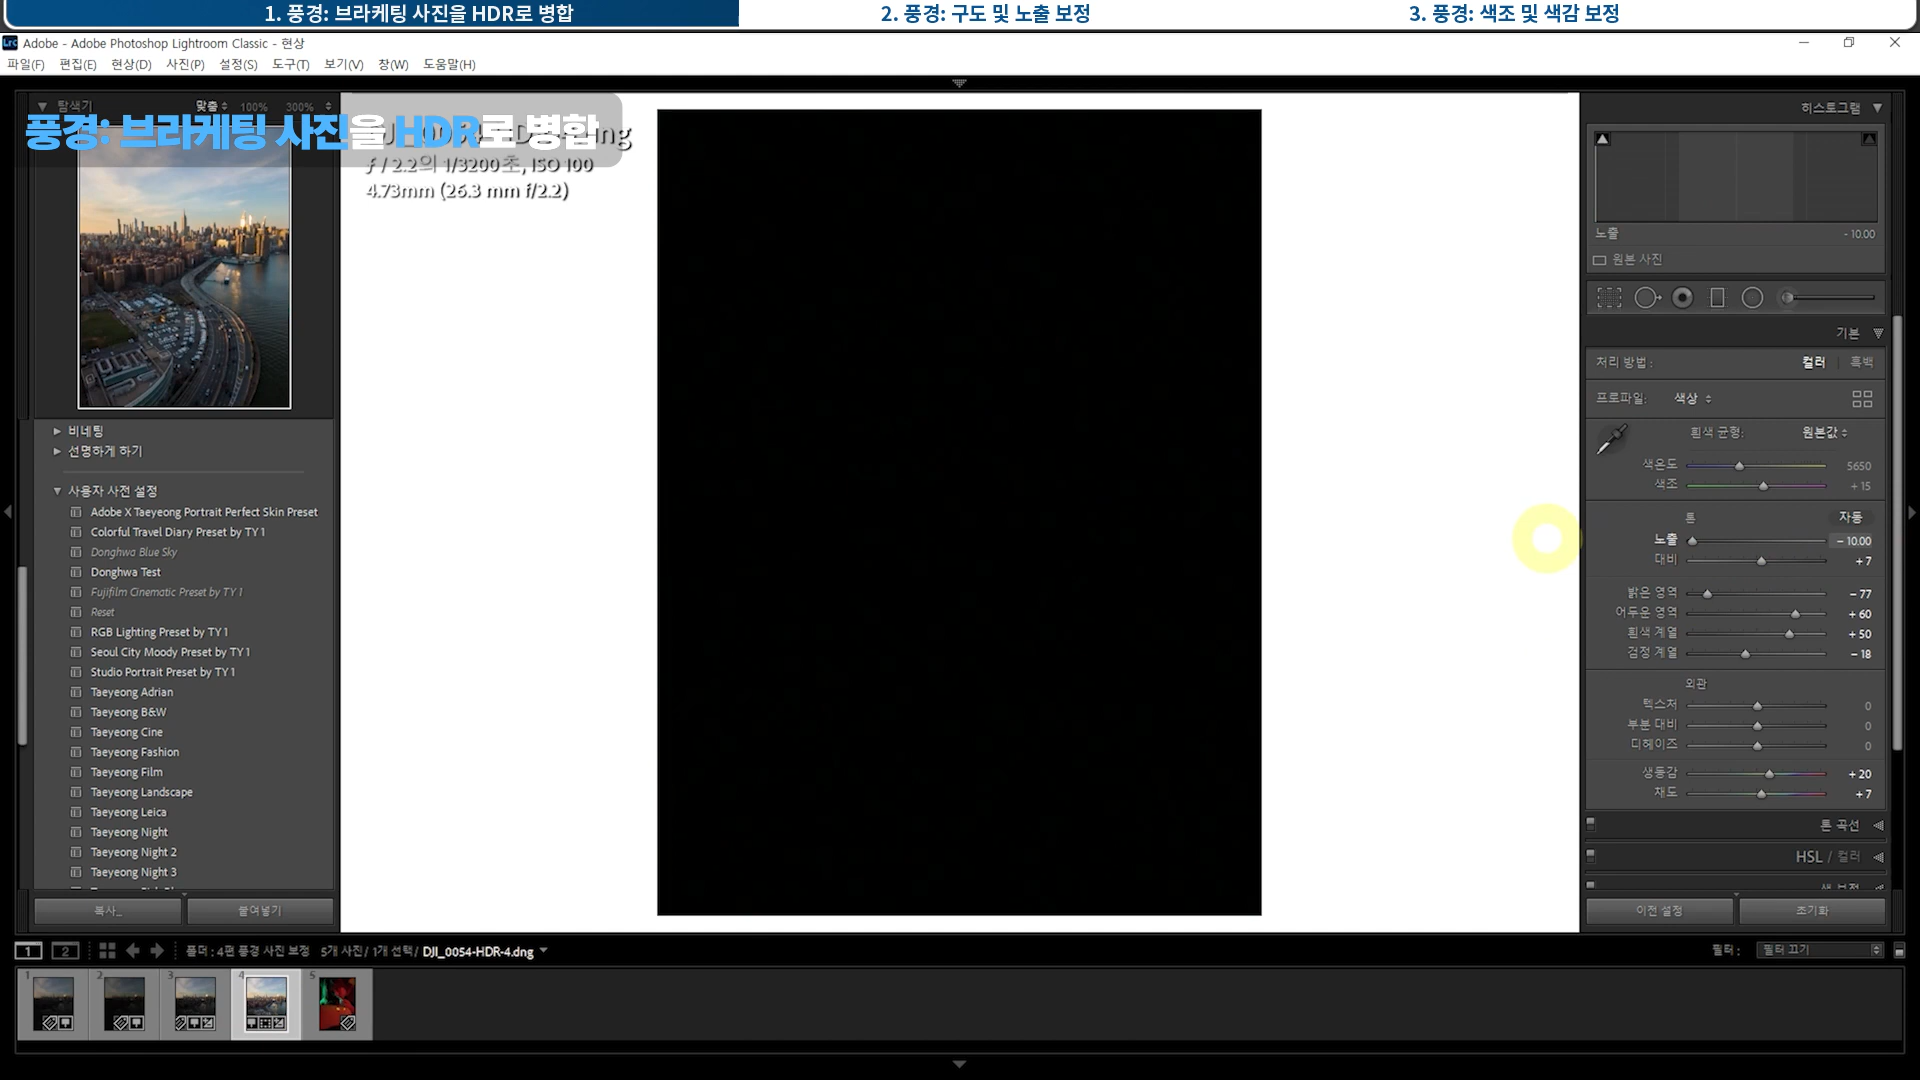 1. 풍경: 브라케팅 사진을 HDR로 병합
2. 풍경: 구도 및 노출 보정
3. 풍경: 색조 및 색감 보정
Lrc Adobe - Adobe Photoshop Lightroom Classic - 현상
파일(F) 편집(E) 현상(D) 사진(P) 설정(S) 도구(T) 보기(V) 창(W) 도움말(H)
탐색기 맞춤 100% 300%
풍경: 브라케팅 사진을 HDR로 병합
f / 2.2의 1/3200초, ISO 100
4.73mm (26.3 mm f/2.2)
비네팅
선명하게 하기
사용자 사전 설정
Adobe X Taeyeong Portrait Perfect Skin Preset
Colorful Travel Diary Preset by TY1
Donghwa Blue Sky
Donghwa Test
Fujifilm Cinematic Preset by TY1
Reset
RGB Lighting Preset by TY1
Seoul City Moody Preset by TY1
Studio Portrait Preset by TY1
Taeyeong Adrian
Taeyeong B&W
Taeyeong Cine
Taeyeong Fashion
Taeyeong Film
Taeyeong Landscape
Taeyeong Leica
Taeyeong Night
Taeyeong Night 2
Taeyeong Night 3
복사_ 붙여넣기
히스토그램
노출 - 10.00
원본 사진
기본
처리 방법: 컬러 흑백
프로파일: 색상
흰색 균형: 원본값
색온도 5650
색조 + 15
톤 자동
노출 - 10.00
대비 + 7
밝은 영역 - 77
어두운 영역 + 60
흰색 계열 + 50
검정 계열 - 18
외관
텍스처 0
부분 대비 0
디헤이즈 0
생동감 + 20
채도 + 7
톤 곡선
HSL / 컬러
색 보정
이전 설정 초기화
1 2 폴더 : 4편 풍경 사진 보정 5개 사진/ 1개 선택/ DJI_0054-HDR-4.dng
필터 : 필터 끄기
1 2 3 4 5